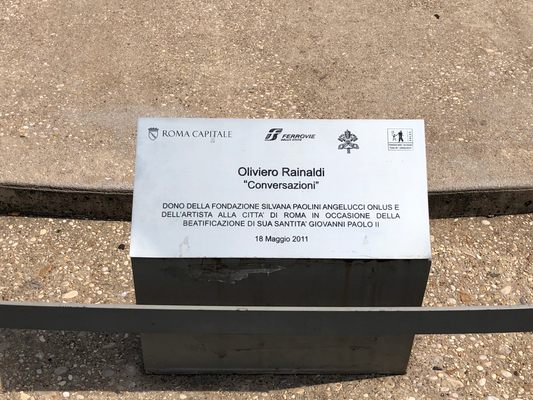 ROMA CAPITALE
FERROVIE
Oliviero Rainaldi
"Conversazioni"
DONO DELLA FONDAZIONE SILVANA PAOLINI ANGELUCCI ONLUS E
DELL'ARTISTA ALLA CITTA' DI ROMA IN OCCASIONE DELLA
BEATIFICAZIONE DI SUA SANTITA' GIOVANNI PAOLO II
18 Maggio 2011